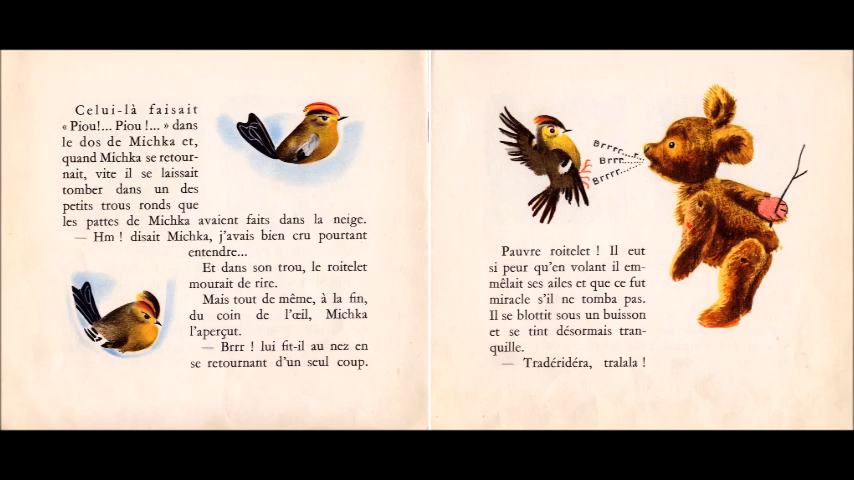 Celui-là faisait
« Piou!... Piou !... » dans
le dos de Michka et,
quand Michka se retour-
nait, vite il se laissait
tomber dans un des
petits trous ronds que
les pattes de Michka avaient faits dans la neige.
— Hm ! disait Michka, j'avais bien cru pourtant
entendre...
Et dans son trou, le roitelet
mourait de rire.
Mais tout de même, à la fin,
du coin de l'œil, Michka
l'aperçut.
— Brrr ! lui fit-il au nez en
se retournant d'un seul coup.
Brrrr.....r...
Brrr...
Brrrr....
Pauvre roitelet ! Il eut
si peur qu'en volant il em-
mêlait ses ailes et que ce fut
miracle s'il ne tomba pas.
Il se blottit sous un buisson
et se tint désormais tran-
quille.
— Tradéridéra, tralala !